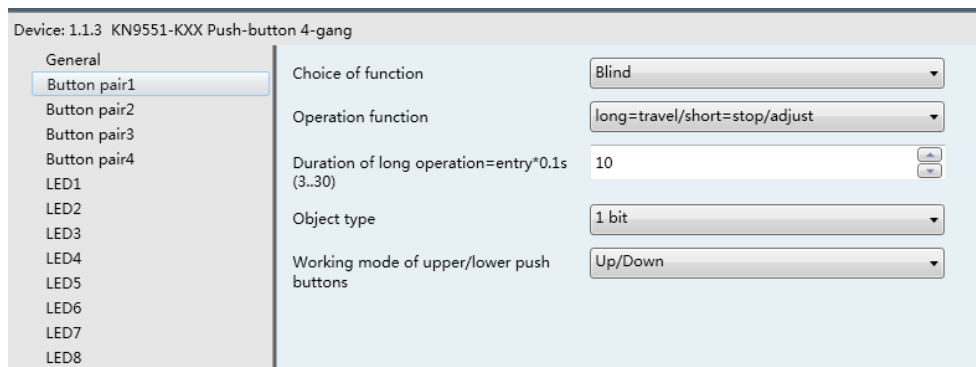 Device: 1.1.3 KN9551-KXX Push-button 4-gang
General
Button pair1
Button pair2
Button pair3
Button pair4
LED1
LED2
LED3
LED4
LED5
LED6
LED7
LED8
Choice of function
Blind
Operation function
long=travel/short=stop/adjust
Duration of long operation=entry*0.1s
(3..30)
10
Object type
1 bit
Working mode of upper/lower push
buttons
Up/Down